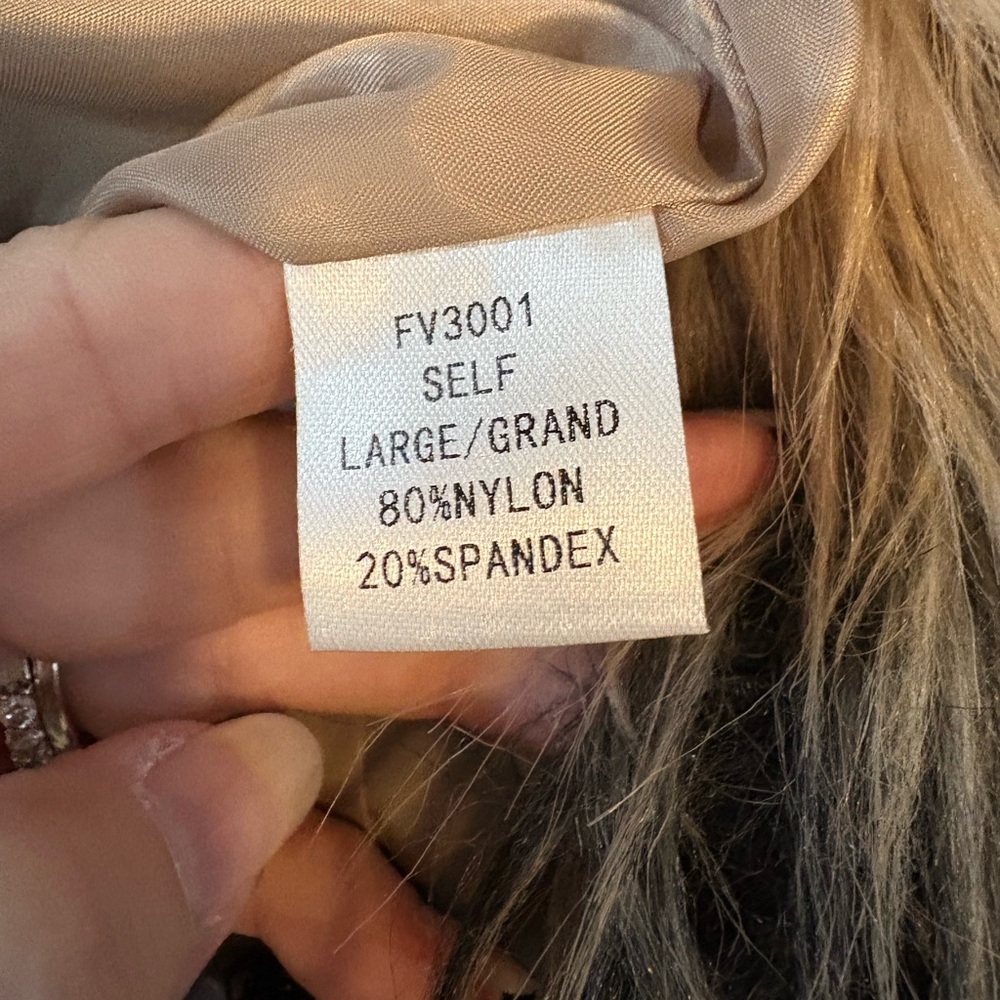 FV3001
SELF
LARGE/GRAND
80%NYLON
20%SPANDEX